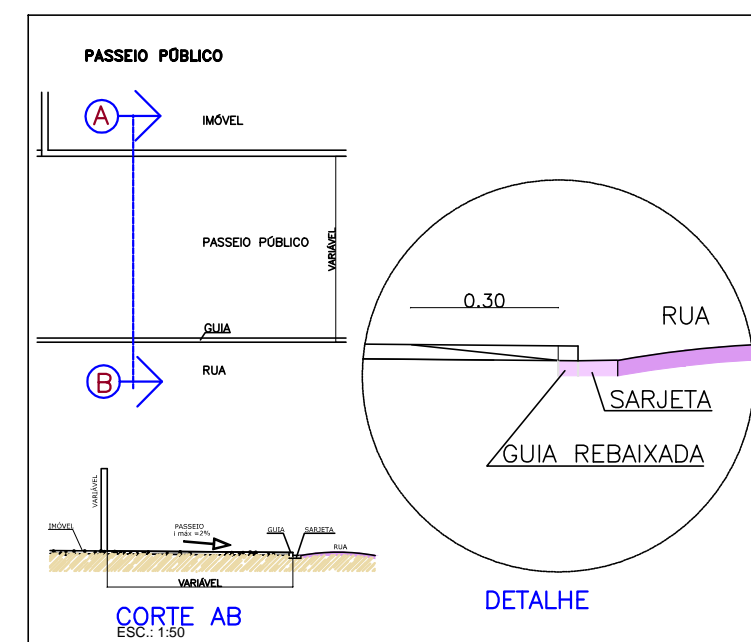 PASSEIO PÚBLICO
A
IMÓVEL
PASSEIO PÚBLICO
VARIÁVEL
GUIA
B
RUA
0.30
RUA
SARJETA
GUIA REBAIXADA
DETALHE
VARIÁVEL
IMÓVEL
PASSEIO
i máx =2%
GUIA
SARJETA
RUA
VARIÁVEL
CORTE AB
ESC.: 1:50